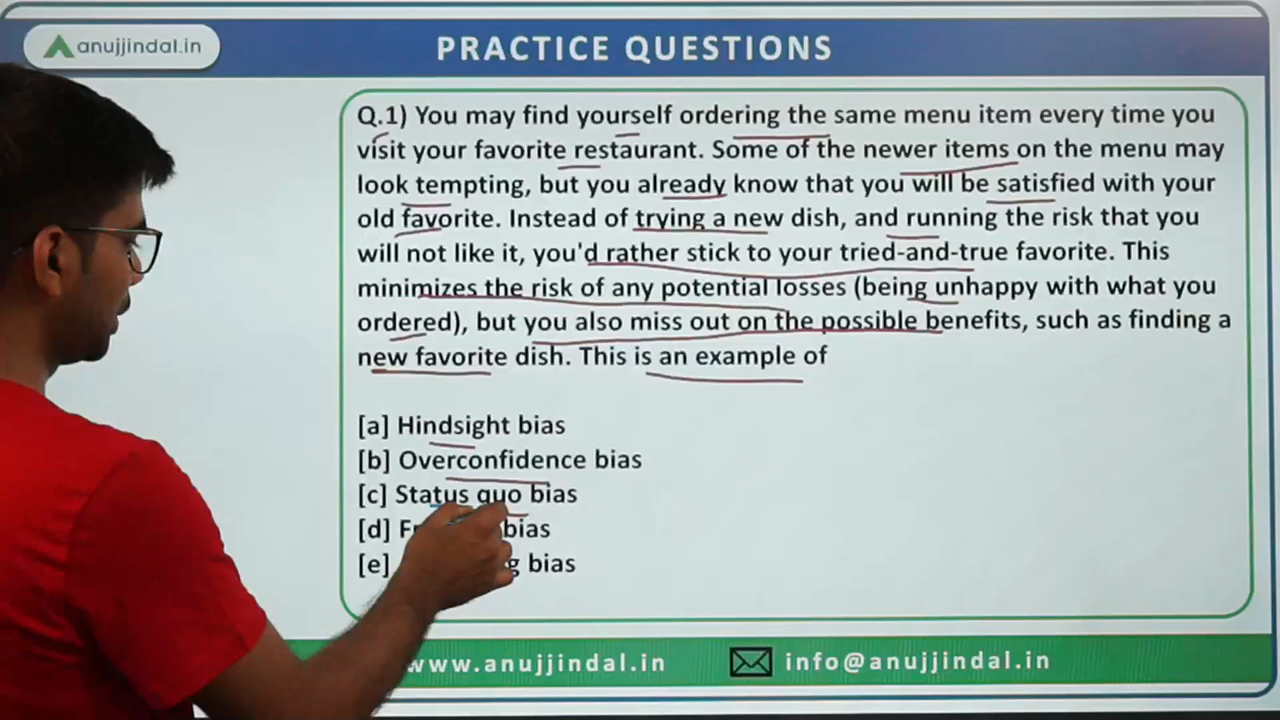 anujjindal.in
PRACTICE QUESTIONS
Q.1) You may find yourself ordering the same menu item every time you
visit your favorite restaurant. Some of the newer items on the menu may
look tempting, but you already know that you will be satisfied with your
old favorite. Instead of trying a new dish, and running the risk that you
will not like it, you'd rather stick to your tried-and-true favorite. This
minimizes the risk of any potential losses (being unhappy with what you
ordered), but you also miss out on the possible benefits, such as finding a
new favorite dish. This is an example of
[a] Hindsight bias
[b] Overconfidence bias
[c] Status quo bias
[d] bias
[e] bias
www.anujjindal.in
info@anujjindal.in